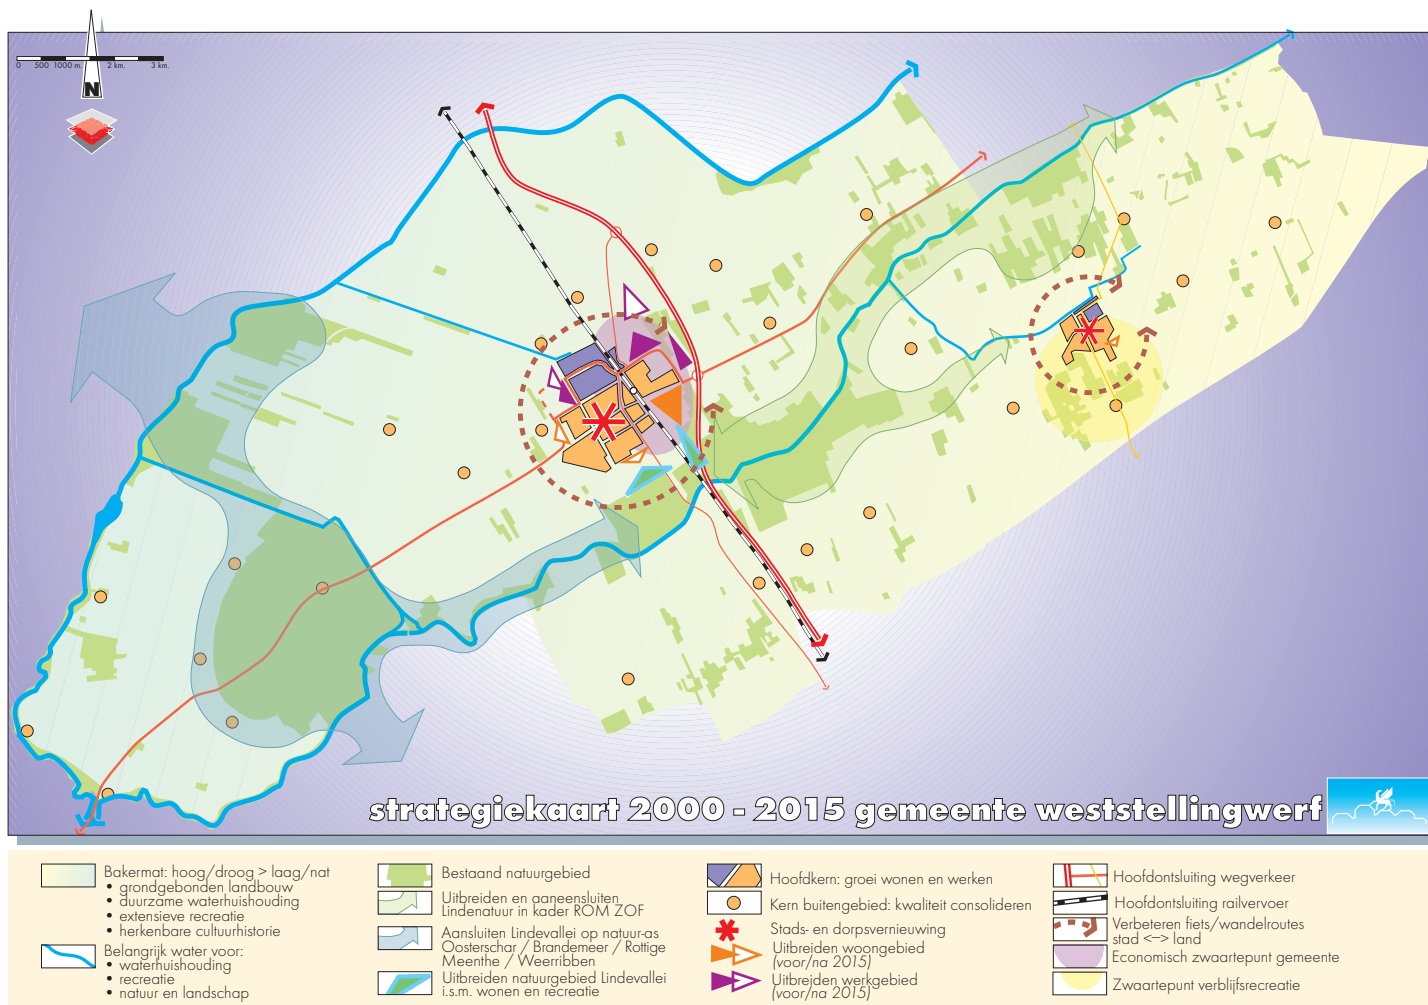 0 500 1000 m. 2 km. 3 km.
N
strategiekaart 2000 - 2015 gemeente weststellingwerf
Bakermat: hoog/droog > laag/nat
• grondgebonden landbouw
• duurzame waterhuishouding
• extensieve recreatie
• herkenbare cultuurhistorie
Belangrijk water voor:
• waterhuishouding
• recreatie
• natuur en landschap
Bestaand natuurgebied
Uitbreiden en aaneensluiten
Lindenatuur in kader ROM ZOF
Aansluiten Lindevallei op natuur-as
Oosterschar / Brandemeer / Rottige
Meenthe / Weerribben
Uitbreiden natuurgebied Lindevallei
i.s.m. wonen en recreatie
Hoofdkern: groei wonen en werken
Kern buitengebied: kwaliteit consolideren
Stads- en dorpsvernieuwing
Uitbreiden woongebied
(voor/na 2015)
Uitbreiden werkgebied
(voor/na 2015)
Hoofdontsluiting wegverkeer
Hoofdontsluiting railvervoer
Verbeteren fiets/wandelroutes
stad <--> land
Economisch zwaartepunt gemeente
Zwaartepunt verblijfsrecreatie